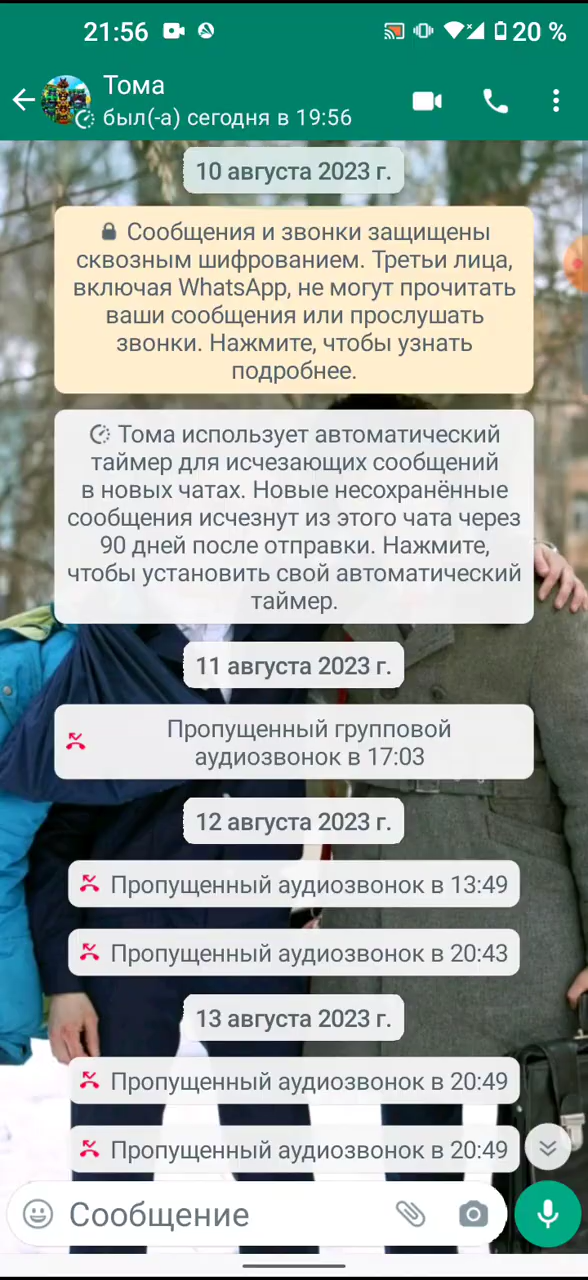 21:56
20 %
Тома
был(-а) сегодня в 19:56
10 августа 2023 г.
Сообщения и звонки защищены
сквозным шифрованием. Третьи лица,
включая WhatsApp, не могут прочитать
ваши сообщения или прослушать
звонки. Нажмите, чтобы узнать
подробнее.
Тома использует автоматический
таймер для исчезающих сообщений
в новых чатах. Новые несохранённые
сообщения исчезнут из этого чата через
90 дней после отправки. Нажмите,
чтобы установить свой автоматический
таймер.
11 августа 2023 г.
Пропущенный групповой
аудиозвонок в 17:03
12 августа 2023 г.
Пропущенный аудиозвонок в 13:49
Пропущенный аудиозвонок в 20:43
13 августа 2023 г.
Пропущенный аудиозвонок в 20:49
Пропущенный аудиозвонок в 20:49
Сообщение